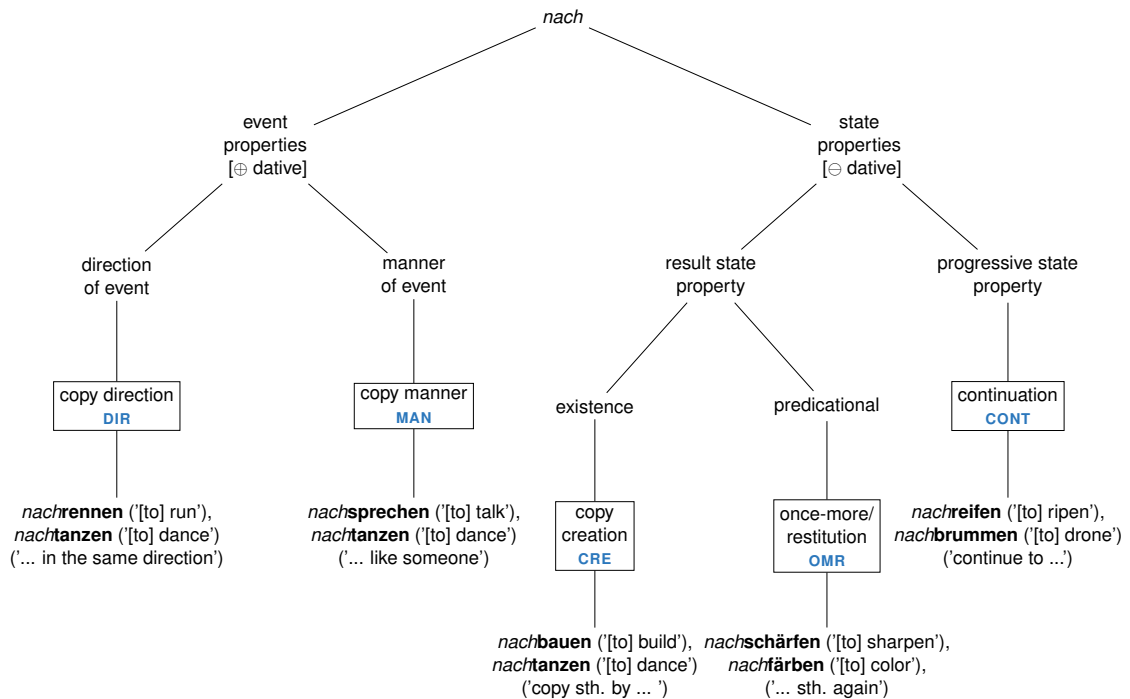 nach
event
properties
[⊕ dative]
state
properties
[⊖ dative]
direction
of event
manner
of event
result state
property
progressive state
property
copy direction
DIR
copy manner
MAN
existence
predicational
continuation
CONT
nachrennen ('[to] run'),
nachtanzen ('[to] dance')
('... in the same direction')
nachsprechen ('[to] talk'),
nachtanzen ('[to] dance')
('... like someone')
copy
creation
CRE
once-more/
restitution
OMR
nachreifen ('[to] ripen'),
nachbrummen ('[to] drone')
('continue to ...')
nachbauen ('[to] build'),
nachtanzen ('[to] dance')
('copy sth. by ... ')
nachschärfen ('[to] sharpen'),
nachfärben ('[to] color'),
('... sth. again')